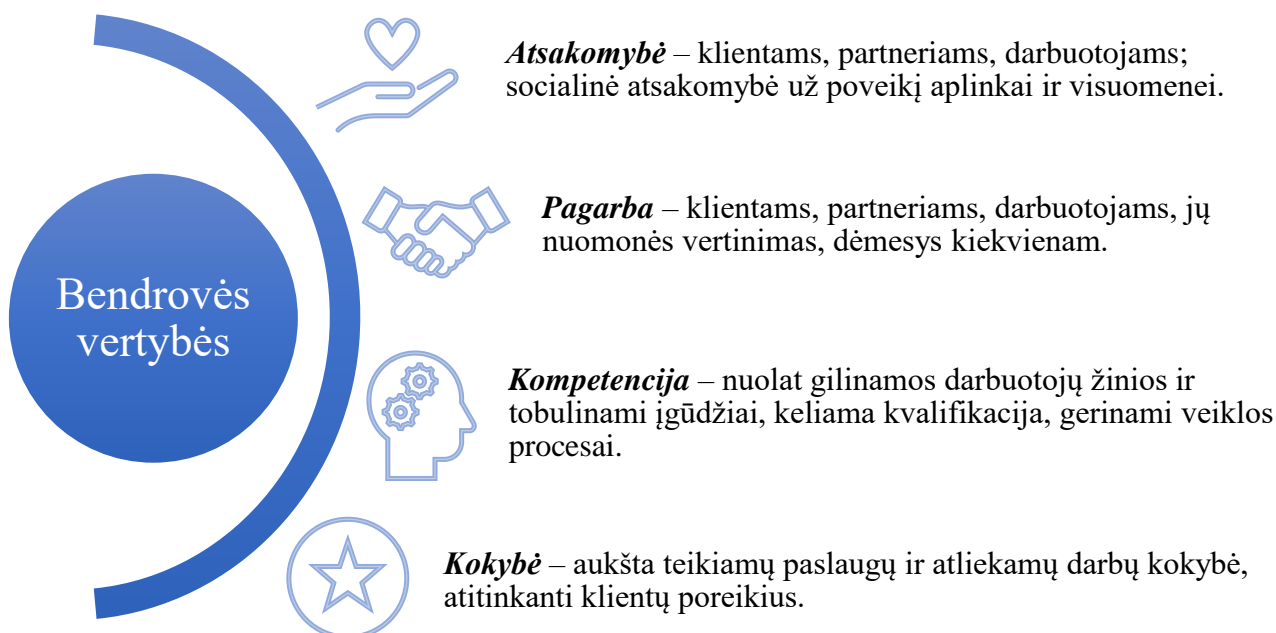 Bendrovės
vertybės
Atsakomybė – klientams, partneriams, darbuotojams;
socialinė atsakomybė už poveikį aplinkai ir visuomenei.
Pagarba – klientams, partneriams, darbuotojams, jų
nuomonės vertinimas, dėmesys kiekvienam.
Kompetencija – nuolat gilinamos darbuotojų žinios ir
tobulinami įgūdžiai, keliama kvalifikacija, gerinami veiklos
procesai.
Kokybė – aukšta teikiamų paslaugų ir atliekamų darbų kokybė,
atitinkanti klientų poreikius.